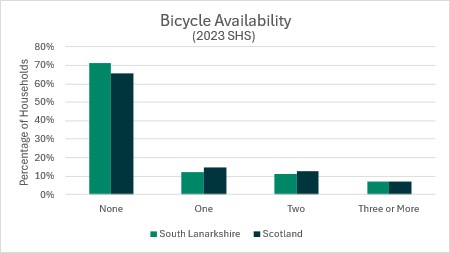 Bicycle Availability
(2023 SHS)
Percentage of Households
80%
70%
60%
50%
40%
30%
20%
10%
0%
None One Two Three or More
South Lanarkshire Scotland